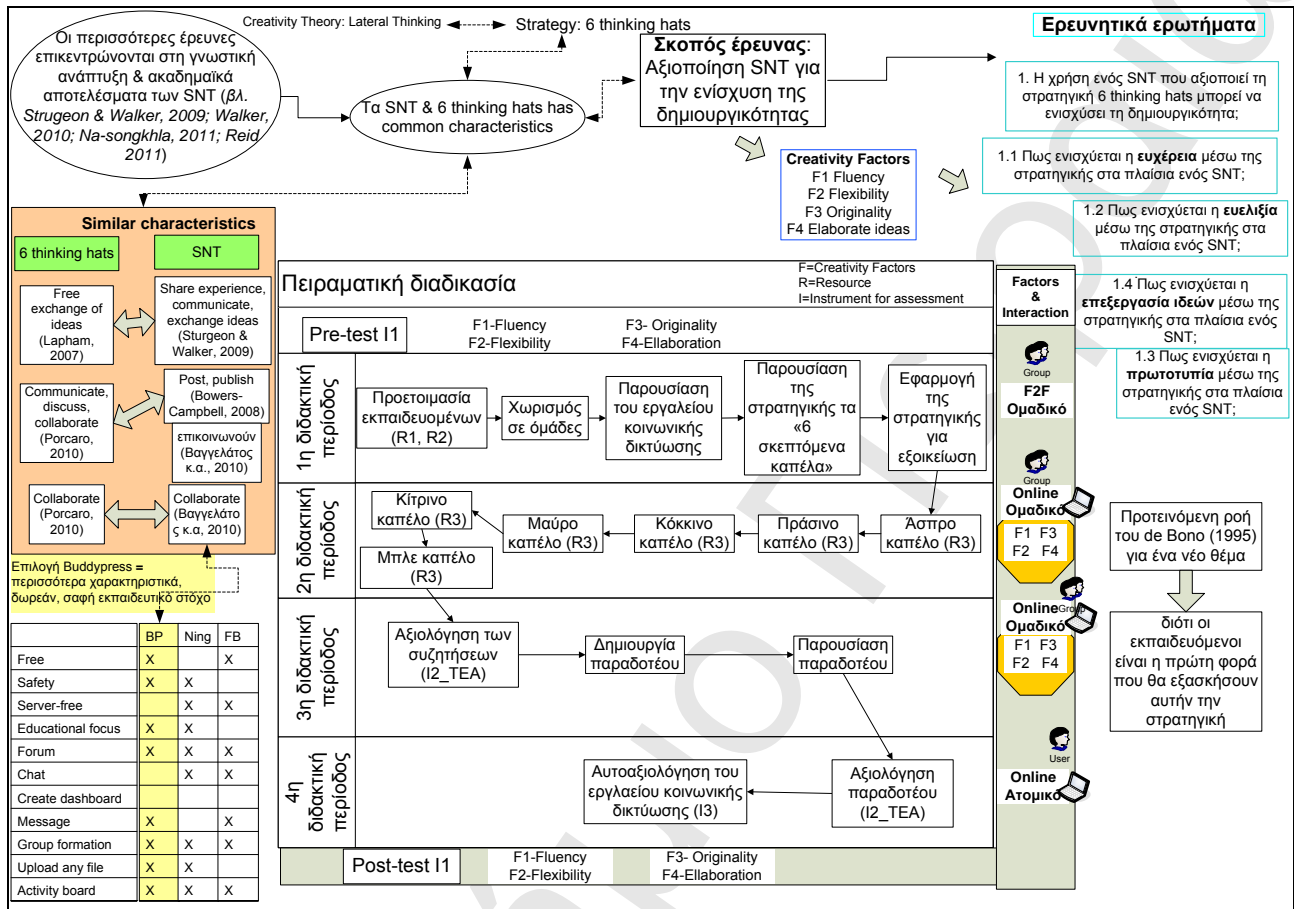 Creativity Theory: Lateral Thinking
Strategy: 6 thinking hats
Οι περισσότερες έρευνες
επικεντρώνονται στη γνωστική
ανάπτυξη & ακαδημαϊκά
αποτελέσματα των SNT (βλ.
Strugeon & Walker, 2009; Walker,
2010; Na-songkhla, 2011; Reid
2011)
Τα SNT & 6 thinking hats has
common characteristics
Σκοπός έρευνας:
Αξιοποίηση SNT για
την ενίσχυση της
δημιουργικότητας
Creativity Factors
F1 Fluency
F2 Flexibility
F3 Originality
F4 Elaborate ideas
Ερευνητικά ερωτήματα
1. Η χρήση ενός SNT που αξιοποιεί τη
στρατηγική 6 thinking hats μπορεί να
ενισχύσει τη δημιουργικότητα;
1.1 Πως ενισχύεται η ευχέρεια μέσω της
στρατηγικής στα πλαίσια ενός SNT;
1.2 Πως ενισχύεται η ευελιξία
μέσω της στρατηγικής στα
πλαίσια ενός SNT;
1.4 Πως ενισχύεται η
επεξεργασία ιδεών μέσω της
στρατηγικής στα πλαίσια ενός
SNT;
1.3 Πως ενισχύεται η
πρωτοτυπία μέσω της
στρατηγικής στα πλαίσια
ενός SNT;
Similar characteristics
6 thinking hats
SNT
Free
exchange of
ideas
(Lapham,
2007)
Share experience,
communicate,
exchange ideas
(Sturgeon &
Walker, 2009)
Communicate,
discuss,
collaborate
(Porcaro,
2010)
Post, publish
(Bowers-
Campbell, 2008)
επικοινωνούν
(Βαγγελάτος
κ.α., 2010)
Collaborate
(Porcaro,
2010)
Collaborate
(Βαγγελάτο
ς κ.α, 2010)
Επιλογή Buddypress =
περισσότερα χαρακτηριστικά,
δωρεάν, σαφή εκπαιδευτικό στόχο
BP Ning FB
Free X X
Safety X X
Server-free X X
Educational focus X X
Forum X X X
Chat X X
Create dashboard
Message X X
Group formation X X X
Upload any file X X
Activity board X X X
Πειραματική διαδικασία
F=Creativity Factors
R=Resource
I=Instrument for assessment
Pre-test I1
F1-Fluency
F2-Flexibility
F3- Originality
F4-Ellaboration
1η διδακτική
περίοδος
Προετοιμασία
εκπαιδευομένων
(R1, R2)
Χωρισμός
σε όμάδες
Παρουσίαση
του εργαλείου
κοινωνικής
δικτύωσης
Παρουσίαση
της
στρατηγικής τα
«6
σκεπτόμενα
καπέλα»
Εφαρμογή
της
στρατηγικής
για
εξοικείωση
2η διδακτική
περίοδος
Κίτρινο
καπέλο (R3)
Μαύρο
καπέλο (R3)
Κόκκινο
καπέλο (R3)
Πράσινο
καπέλο (R3)
Άσπρο
καπέλο (R3)
Μπλε καπέλο
(R3)
3η διδακτική
περίοδος
Αξιολόγηση των
συζητήσεων
(I2_TEA)
Δημιουργία
παραδοτέου
Παρουσίαση
παραδοτέου
4η
διδακτική
περίοδος
Αυτοαξιολόγηση του
εργλαείου κοινωνικής
δικτύωσης (I3)
Αξιολόγηση
παραδοτέου
(I2_TEA)
Post-test I1
F1-Fluency
F2-Flexibility
F3- Originality
F4-Ellaboration
Factors
&
Interaction
Group
F2F
Ομαδικό
Group
Online
Ομαδικό
F1 F3
F2 F4
Group
Online
Ομαδικό
F1 F3
F2 F4
User
Online
Ατομικό
Προτεινόμενη ροή
του de Bono (1995)
για ένα νέο θέμα
διότι οι
εκπαιδευόμενοι
είναι η πρώτη φορά
που θα εξασκήσουν
αυτήν την
στρατηγική